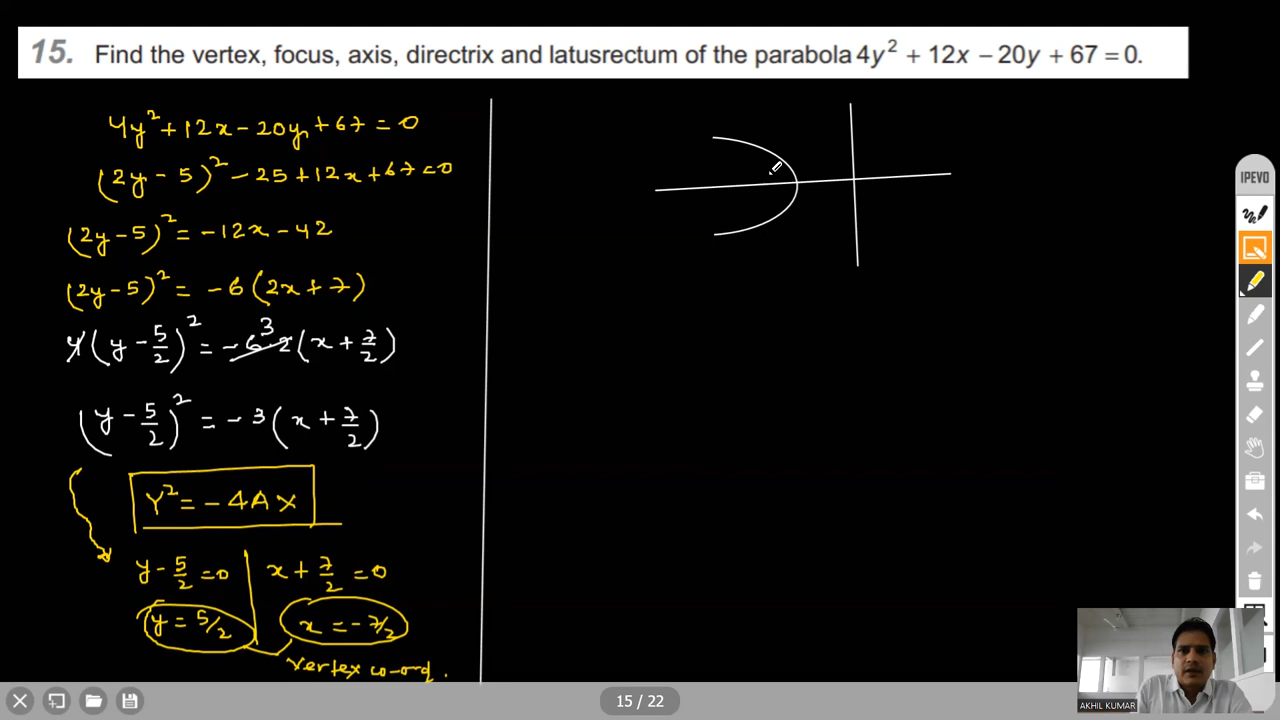 15. Find the vertex, focus, axis, directrix and latusrectum of the parabola 4y² + 12x − 20y + 67 = 0.
4y² + 12x − 20y + 67 = 0
(2y − 5)² − 25 + 12x + 67 = 0
(2y − 5)² = −12x − 42
(2y − 5)² = −6(2x + 7)
4(y − 5/2)² = −6·2(x + 7/2)
3
(y − 5/2)² = −3(x + 7/2)
Y² = −4AX
y − 5/2 = 0
x + 7/2 = 0
y = 5/2
x = −7/2
vertex co-ord.
IPEVO
15 / 22
AKHIL KUMAR